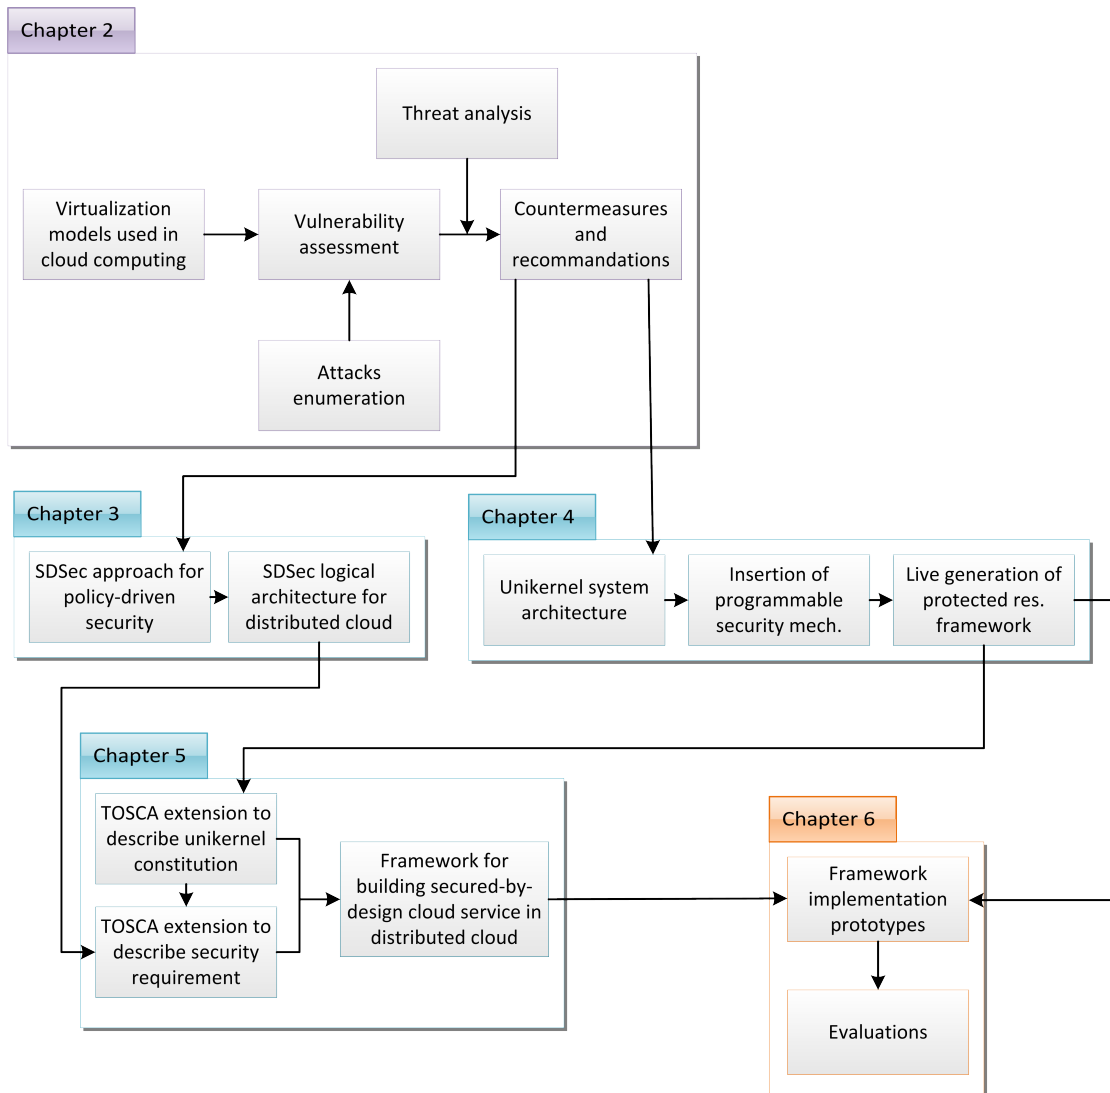 Chapter 2
Threat analysis
Virtualization
models used in
cloud computing
Vulnerability
assessment
Countermeasures
and
recommandations
Attacks
enumeration
Chapter 3
SDSec approach for
policy-driven
security
SDSec logical
architecture for
distributed cloud
Chapter 4
Unikernel system
architecture
Insertion of
programmable
security mech.
Live generation of
protected res.
framework
Chapter 5
TOSCA extension to
describe unikernel
constitution
TOSCA extension to
describe security
requirement
Framework for
building secured-by-
design cloud service in
distributed cloud
Chapter 6
Framework
implementation
prototypes
Evaluations